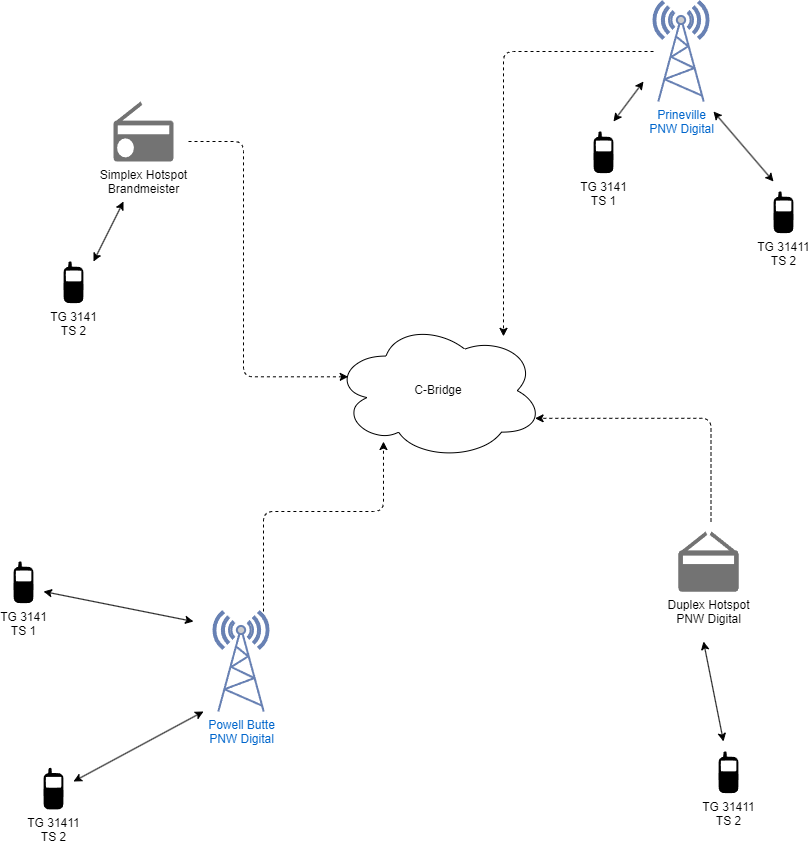 Prineville
PNW Digital
TG 3141
TS 1
TG 31411
TS 2
Simplex Hotspot
Brandmeister
TG 3141
TS 2
C-Bridge
Duplex Hotspot
PNW Digital
TG 3141
TS 1
Powell Butte
PNW Digital
TG 31411
TS 2
TG 31411
TS 2